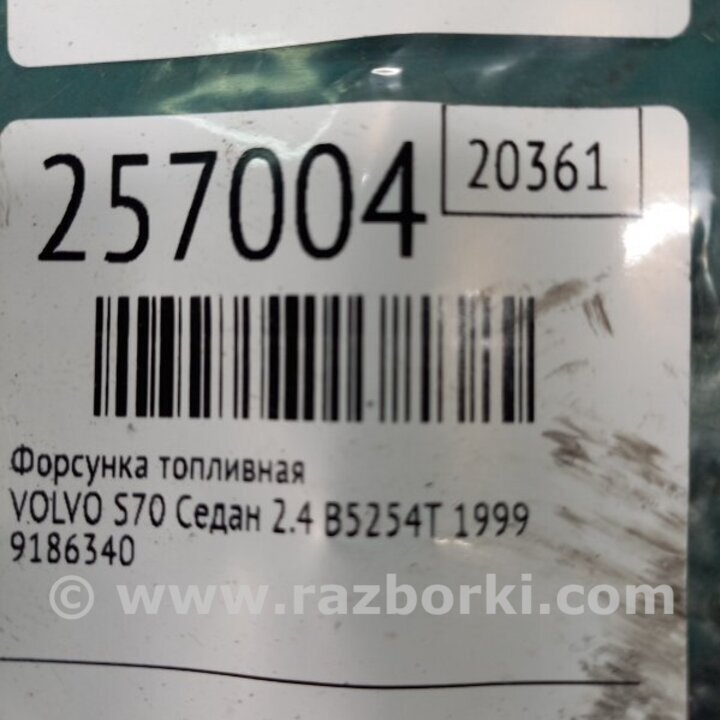 257004
20361
Форсунка топливная
VOLVO S70 Седан 2.4 B5254T 1999
9186340
© www.razborki.com